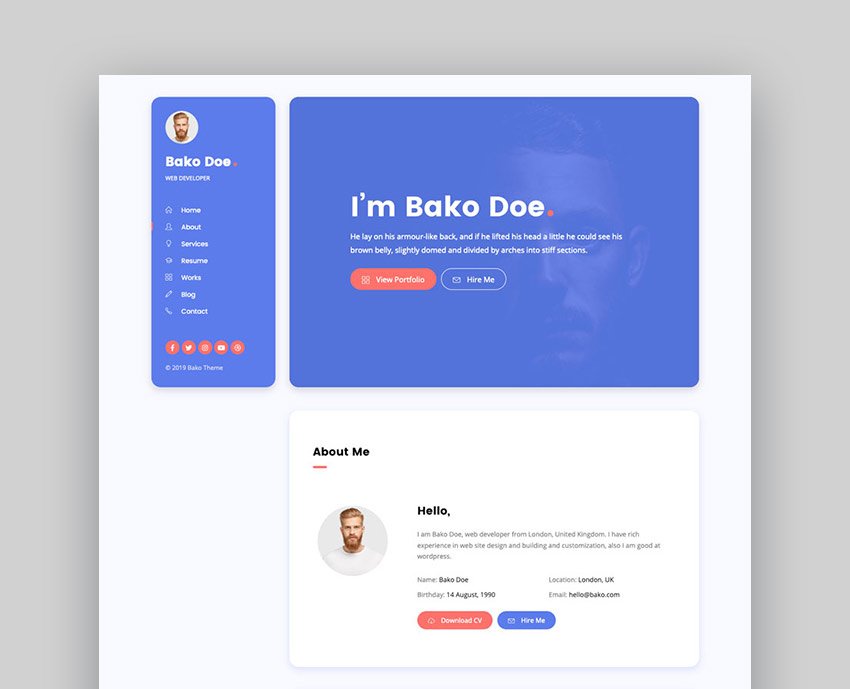 Bako Doe.
WEB DEVELOPER
Home
About
Services
Resume
Works
Blog
Contact
© 2019 Bako Theme
I'm Bako Doe.
He lay on his armour-like back, and if he lifted his head a little he could see his
brown belly, slightly domed and divided by arches into stiff sections.
View Portfolio
Hire Me
About Me
Hello,
I am Bako Doe, web developer from London, United Kingdom. I have rich
experience in web site design and building and customization, also I am good at
wordpress.
Name: Bako Doe
Location: London, UK
Birthday: 14 August, 1990
Email: hello@bako.com
Download CV
Hire Me